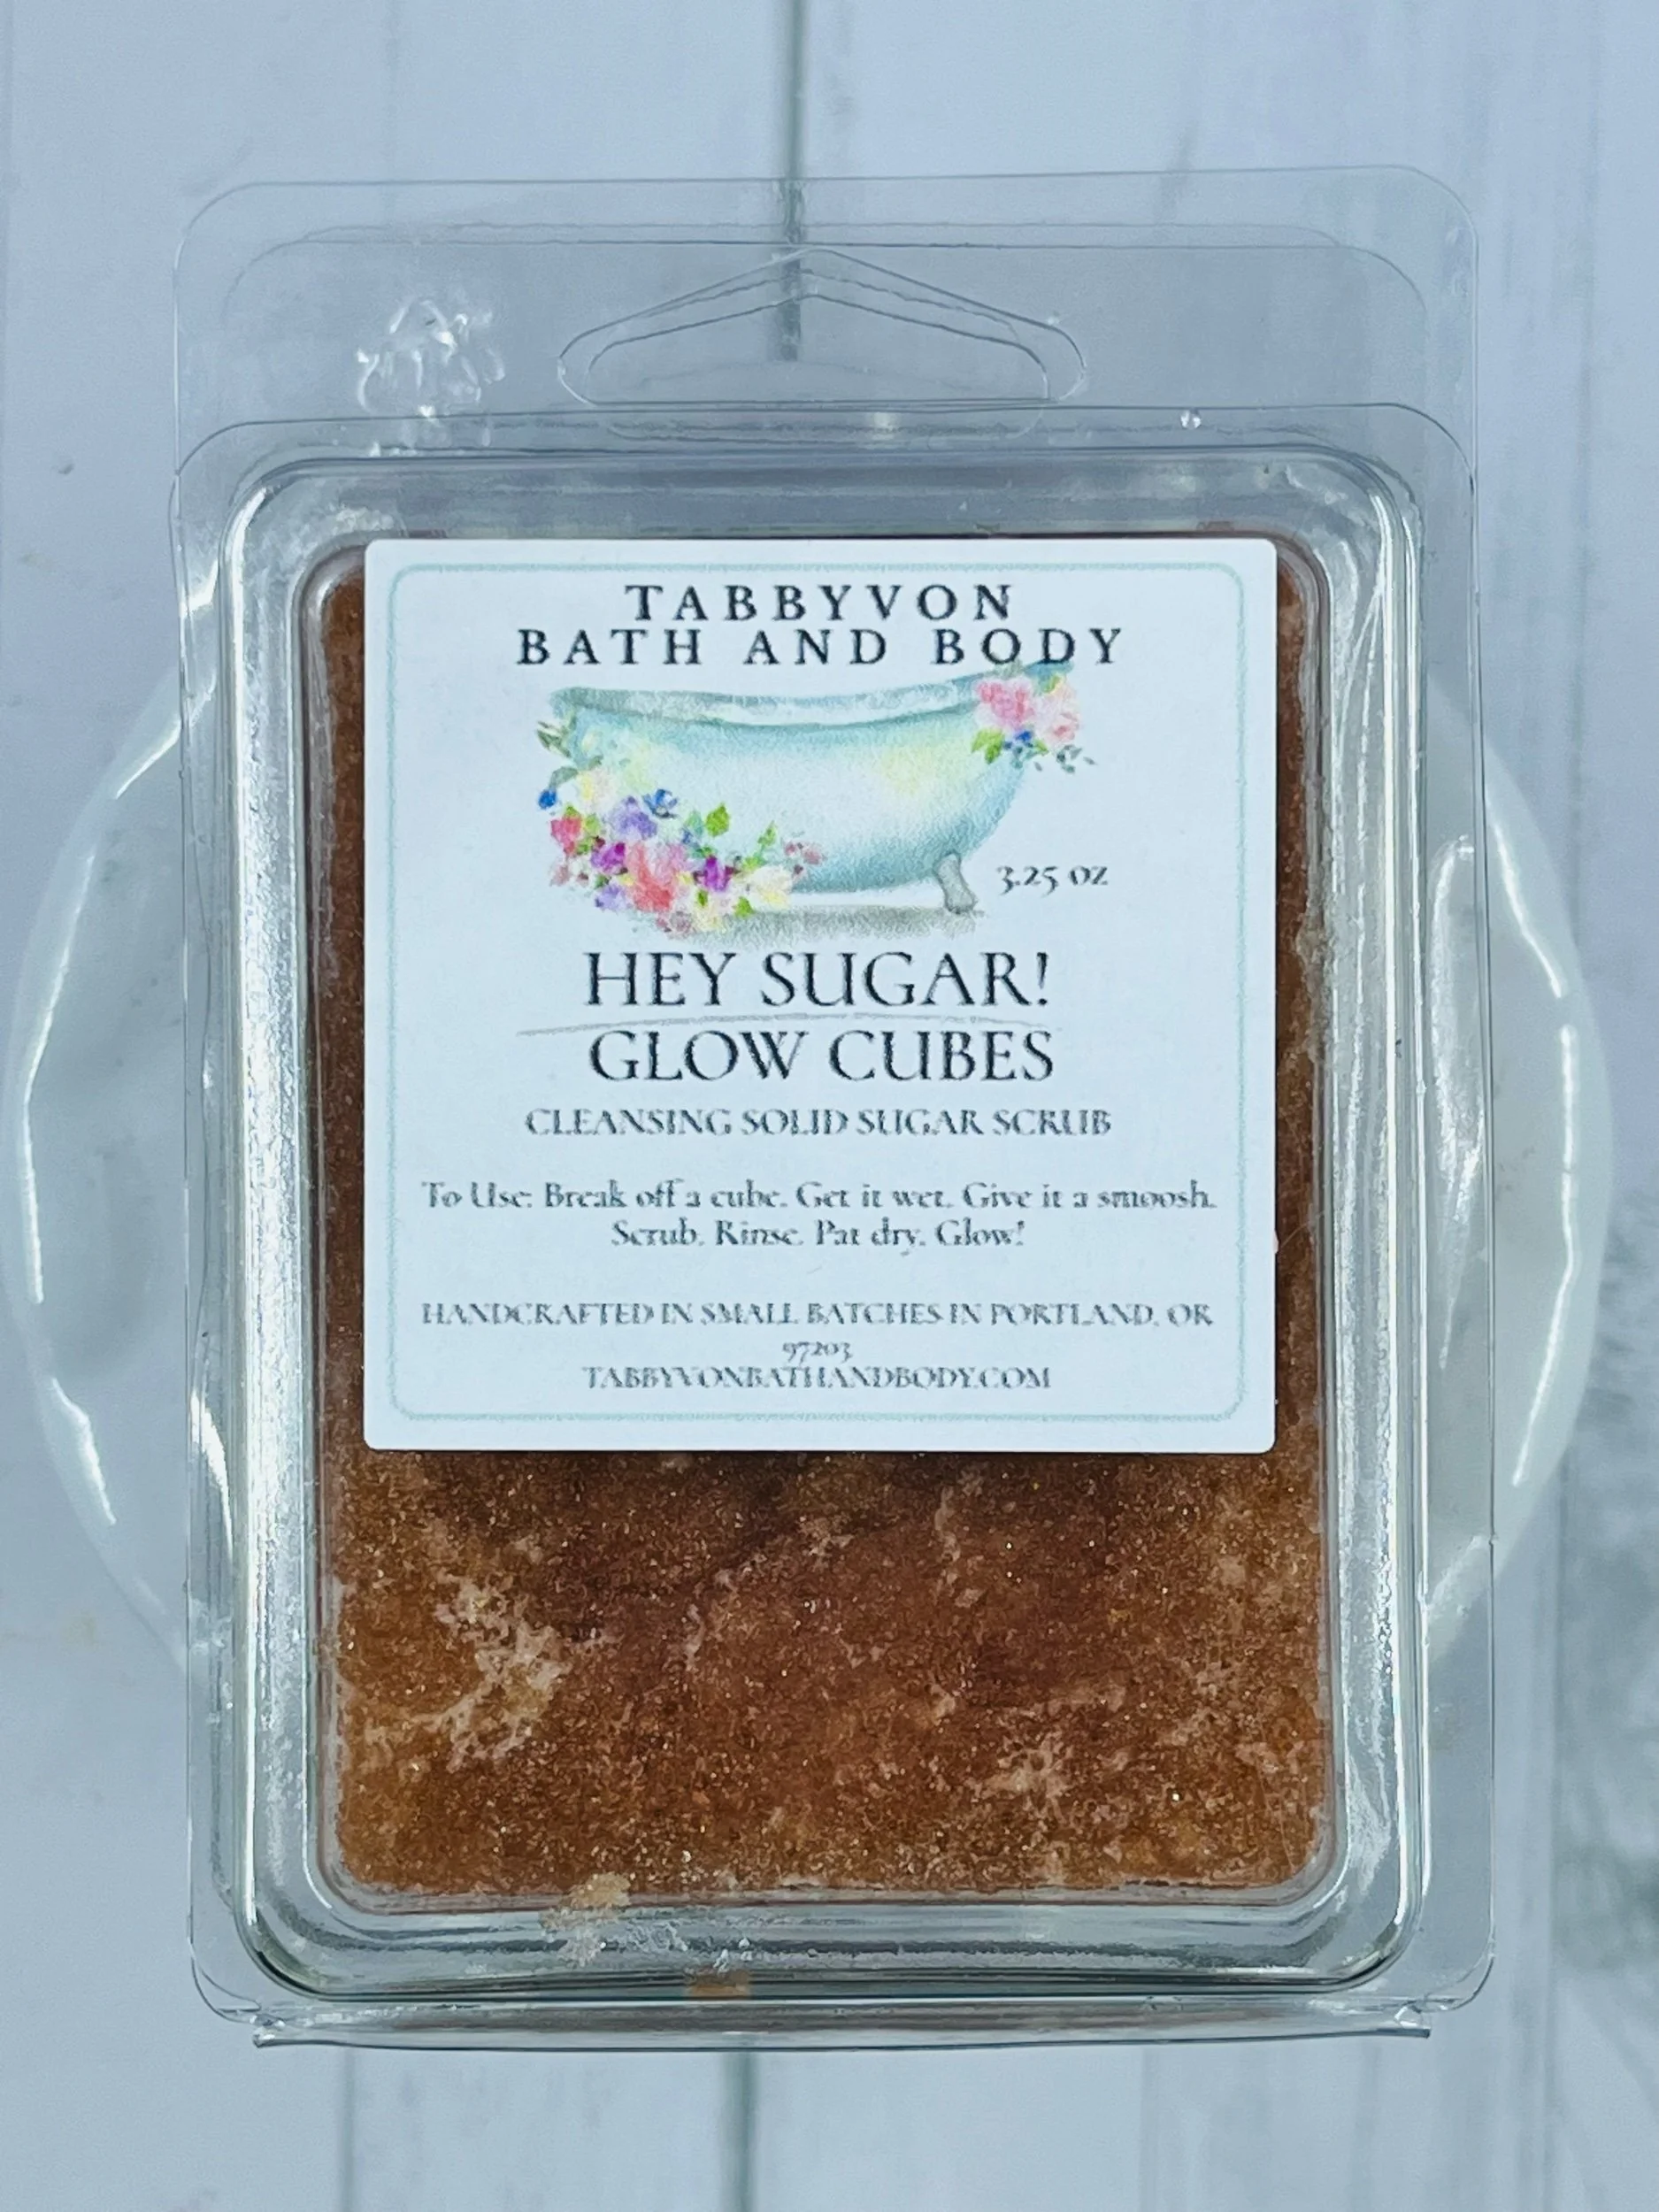 TABBYVON
BATH AND BODY
3.25 OZ
HEY SUGAR!
GLOW CUBES
CLEANSING SOLID SUGAR SCRUB
To Use: Break off a cube. Get it wet. Give it a smoosh.
Scrub. Rinse. Pat dry. Glow!
HANDCRAFTED IN SMALL BATCHES IN PORTLAND, OR
97203
TABBYVONBATHANDBODY.COM